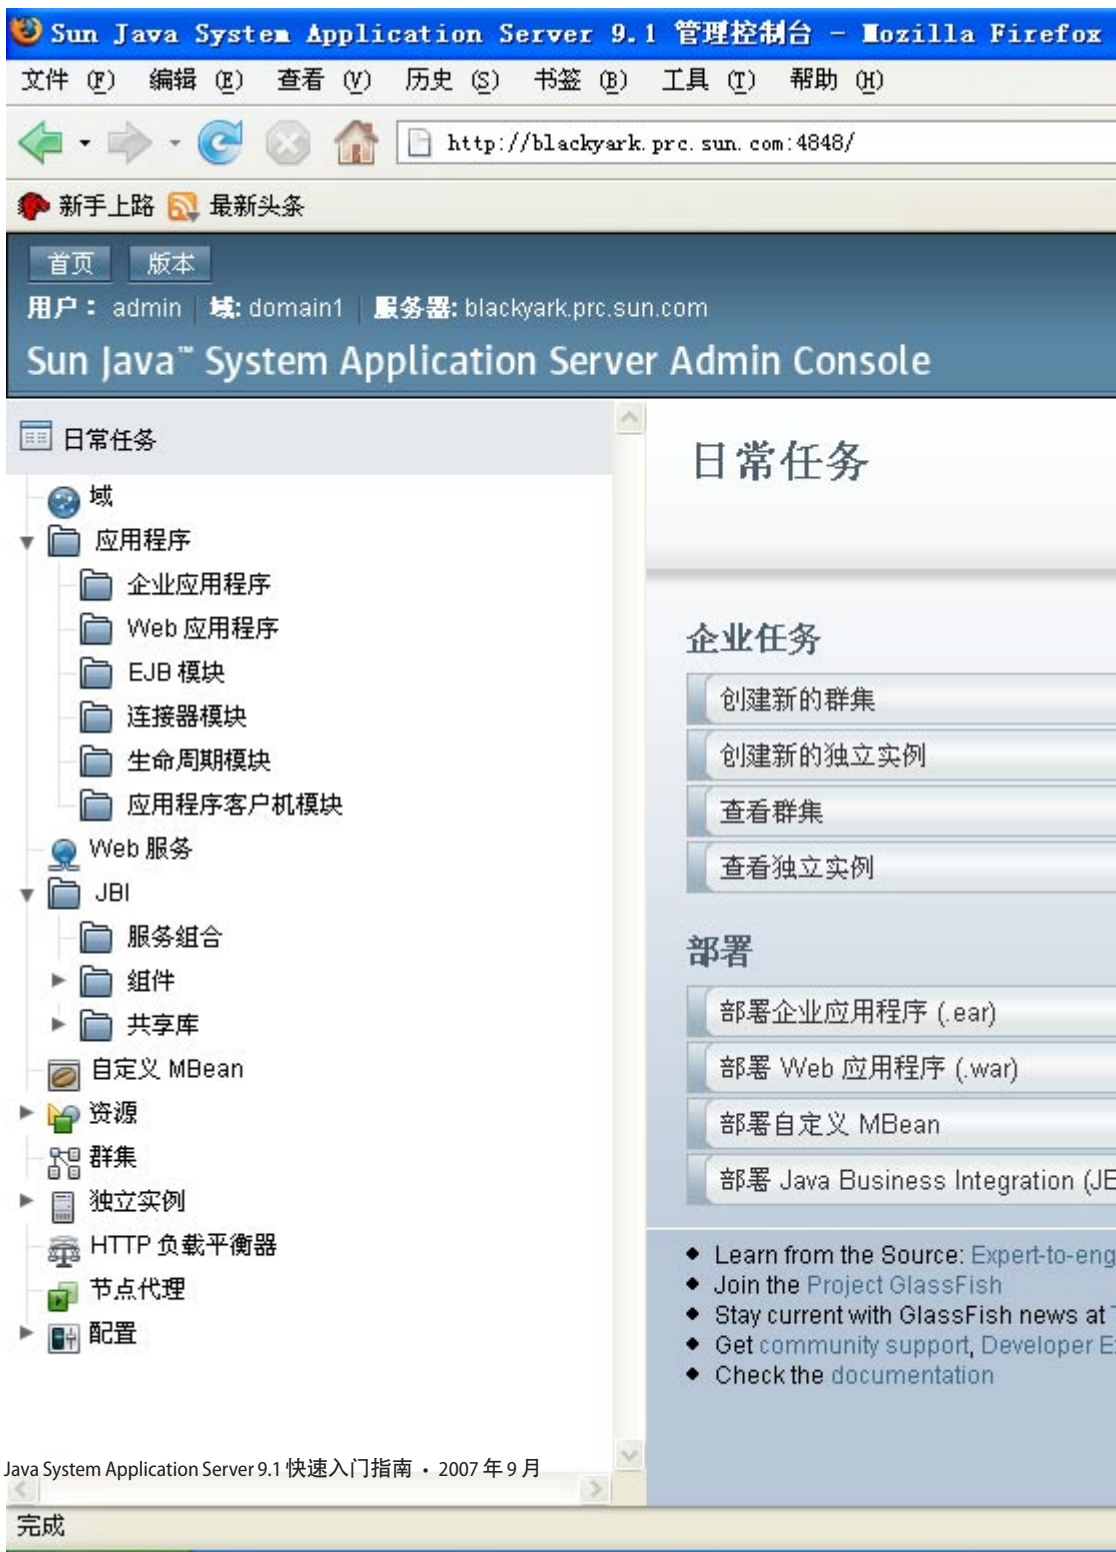 Sun Java System Application Server 9.1 管理控制台 - Mozilla Firefox
文件 (F) 编辑 (E) 查看 (V) 历史 (S) 书签 (B) 工具 (T) 帮助 (H)
http://blackyark.prc.sun.com:4848/
新手上路 最新头条
首页 版本
用户： admin 域: domain1 服务器: blackyark.prc.sun.com
Sun Java™ System Application Server Admin Console
日常任务
域
应用程序
企业应用程序
Web 应用程序
EJB 模块
连接器模块
生命周期模块
应用程序客户机模块
Web 服务
JBI
服务组合
组件
共享库
自定义 MBean
资源
群集
独立实例
HTTP 负载平衡器
节点代理
配置
日常任务
企业任务
创建新的群集
创建新的独立实例
查看群集
查看独立实例
部署
部署企业应用程序 (.ear)
部署 Web 应用程序 (.war)
部署自定义 MBean
部署 Java Business Integration (JB
◆ Learn from the Source: Expert-to-eng
◆ Join the Project GlassFish
◆ Stay current with GlassFish news at
◆ Get community support, Developer E
◆ Check the documentation
Java System Application Server 9.1 快速入门指南 • 2007 年 9 月
完成